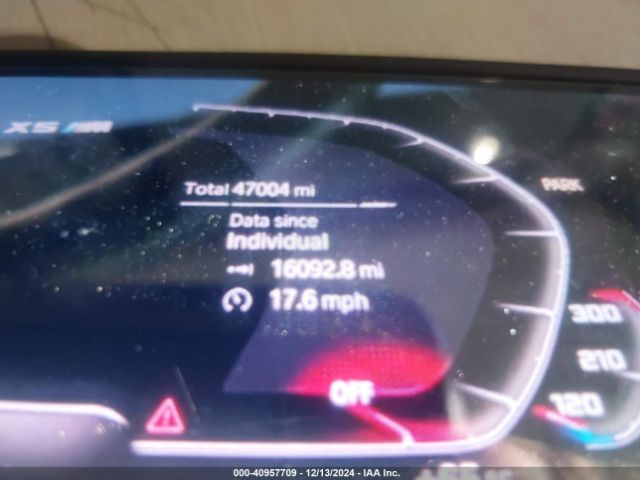 X5 M
Total 47004 mi
PARK
Data since
Individual
16092.8 mi
17.6 mph
300
210
OFF
120
000-40957709 - 12/13/2024 - IAA Inc.